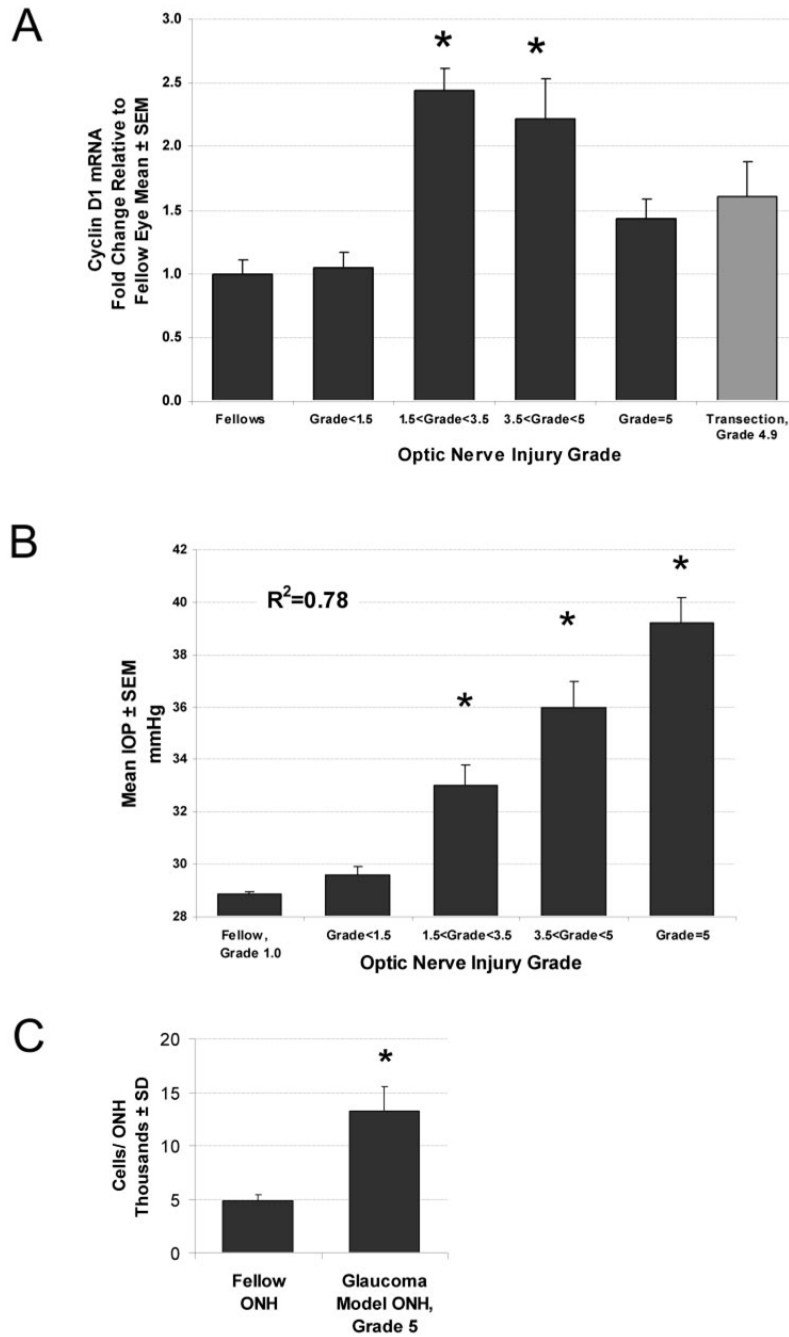 A
Cyclin D1 mRNA
Fold Change Relative to
Fellow Eye Mean ± SEM
3.0
2.5
2.0
1.5
1.0
0.5
0.0
*
*
Fellows
Grade<1.5
1.5<Grade<3.5
3.5<Grade<5
Grade=5
Transection,
Grade 4.9
Optic Nerve Injury Grade
B
Mean IOP ± SEM
mmHg
42
40
38
36
34
32
30
28
R²=0.78
*
*
*
Fellow,
Grade 1.0
Grade<1.5
1.5<Grade<3.5
3.5<Grade<5
Grade=5
Optic Nerve Injury Grade
C
Cells/ ONH
Thousands ± SD
20
15
10
5
0
*
Fellow
ONH
Glaucoma
Model ONH,
Grade 5